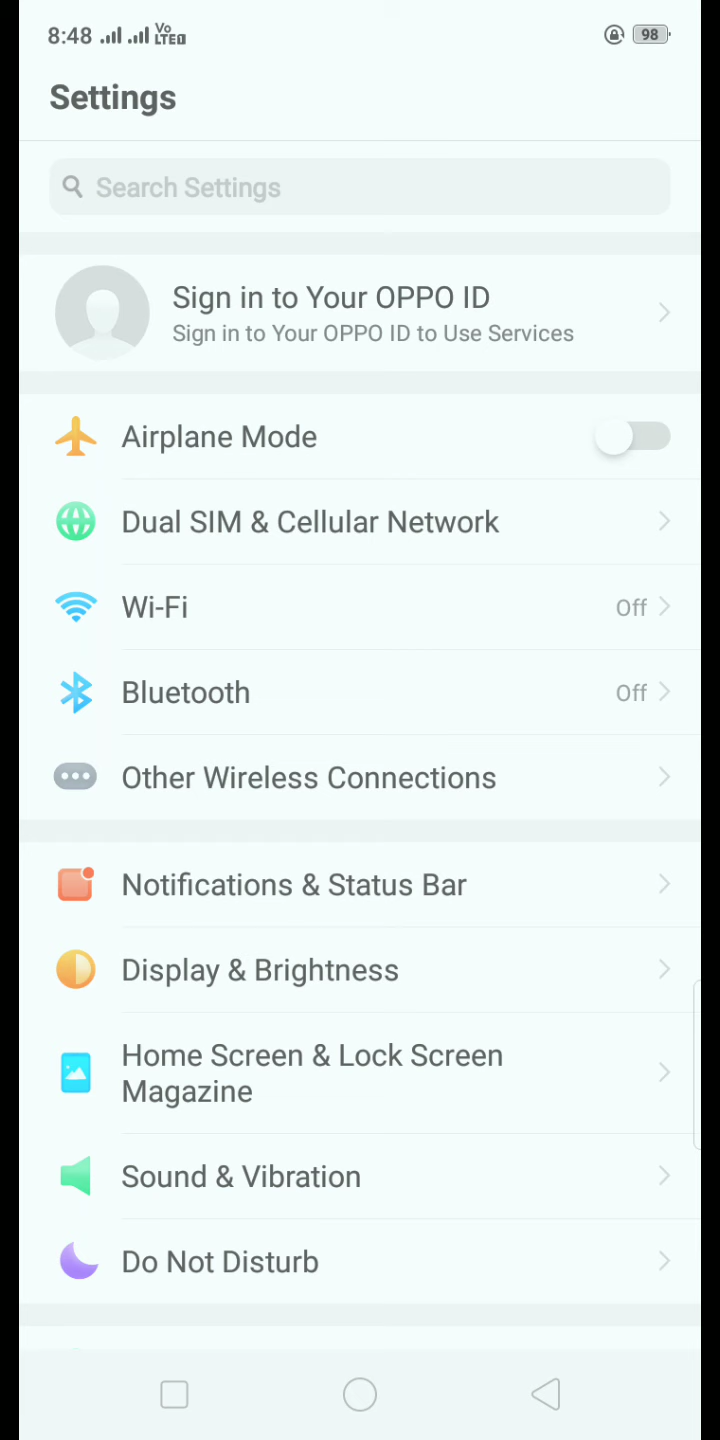 8:48 Vo LTE 98
Settings
Search Settings
Sign in to Your OPPO ID
Sign in to Your OPPO ID to Use Services
Airplane Mode
Dual SIM & Cellular Network
Wi-Fi Off
Bluetooth Off
Other Wireless Connections
Notifications & Status Bar
Display & Brightness
Home Screen & Lock Screen
Magazine
Sound & Vibration
Do Not Disturb